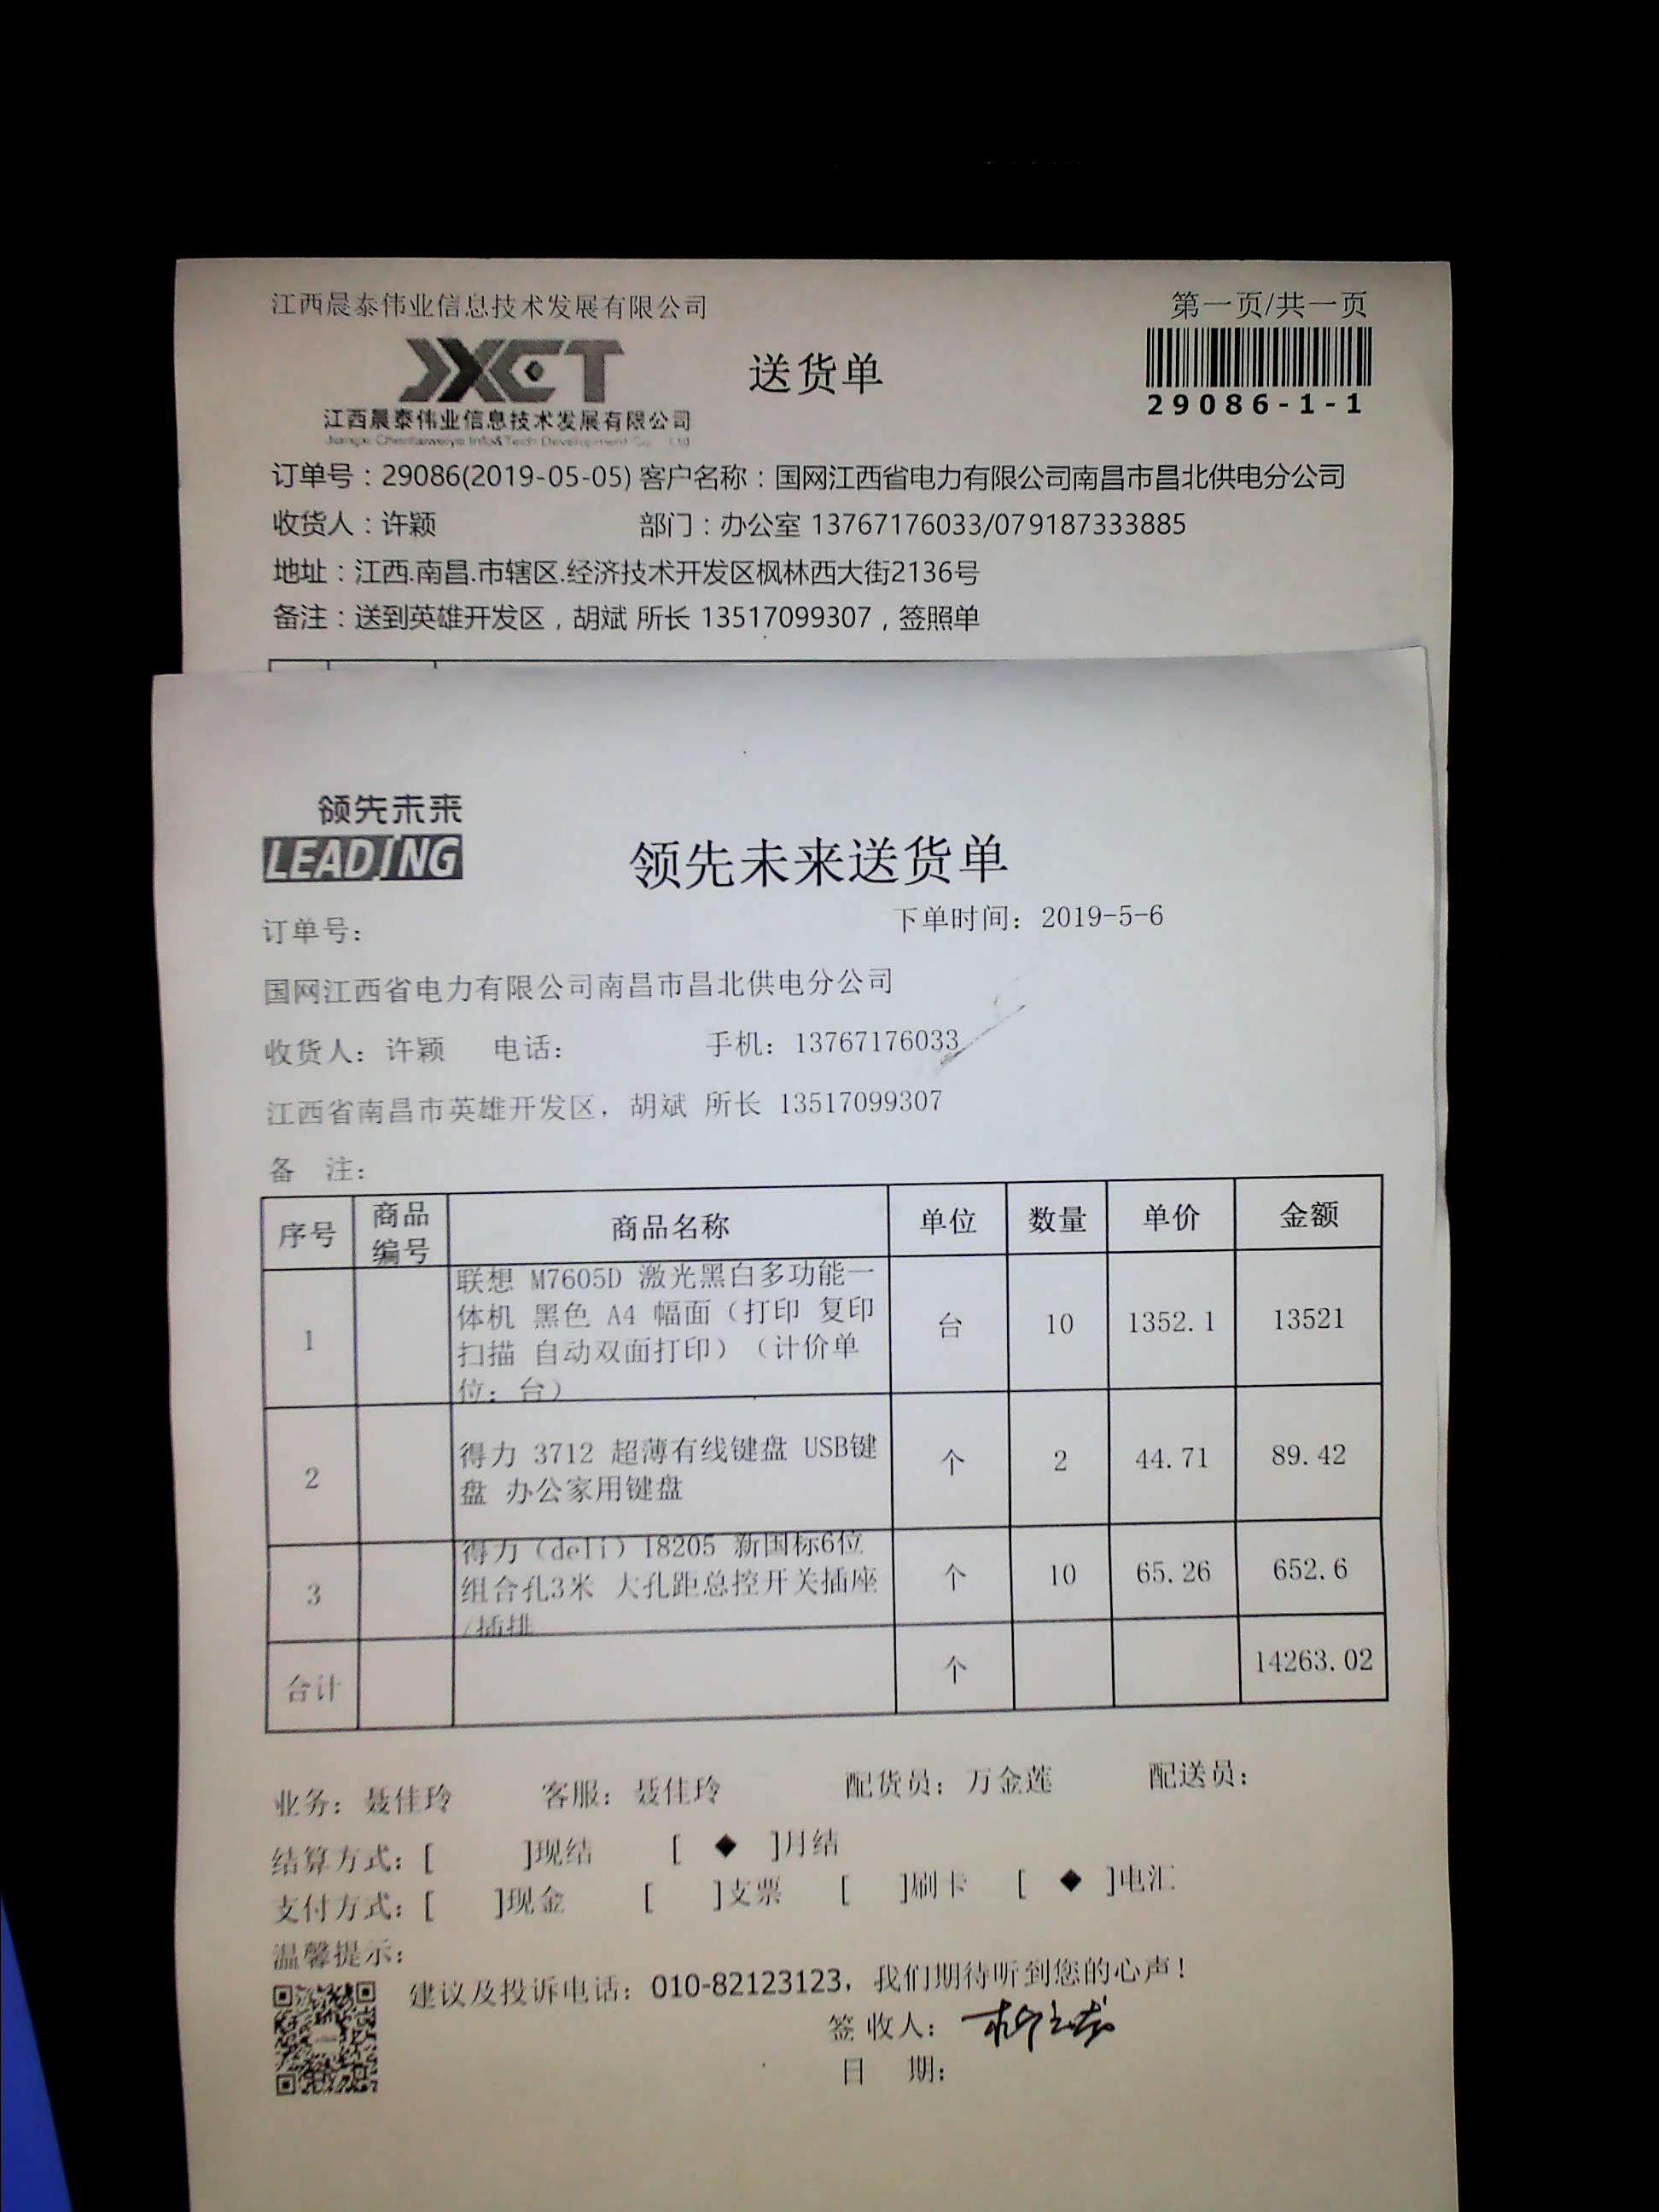 江西晨泰伟业信息技术发展有限公司
第一页/共一页
JXCT
送货单
江西晨泰伟业信息技术发展有限公司
29086-1-1
订单号：29086(2019-05-05) 客户名称：国网江西省电力有限公司南昌市昌北供电分公司
收货人：许颖 部门：办公室 13767176033/079187333885
地址：江西.南昌.市辖区.经济技术开发区枫林西大街2136号
备注：送到英雄开发区，胡斌 所长 13517099307，签照单
领先未来
LEADING
领先未来送货单
订单号： 下单时间：2019-5-6
国网江西省电力有限公司南昌市昌北供电分公司
收货人：许颖 电话： 手机：13767176033
江西省南昌市英雄开发区，胡斌 所长 13517099307
备 注：
序号 商品编号 商品名称 单位 数量 单价 金额
联想 M7605D 激光黑白多功能一
体机 黑色 A4 幅面（打印 复印
1 台 10 1352.1 13521
扫描 自动双面打印）（计价单
位：台）
得力 3712 超薄有线键盘 USB键
2 个 2 44.71 89.42
盘 办公家用键盘
得力（deli）18205 新国标6位
3 组合孔3米 大孔距总控开关插座 个 10 65.26 652.6
/插排
合计 个 14263.02
业务：聂佳玲 客服：聂佳玲 配货员：万金莲 配送员：
结算方式：[ ]现结 [ ◆ ]月结
支付方式：[ ]现金 [ ]支票 [ ]刷卡 [ ◆ ]电汇
温馨提示：
建议及投诉电话：010-82123123，我们期待听到您的心声！
签 收人：
日 期：